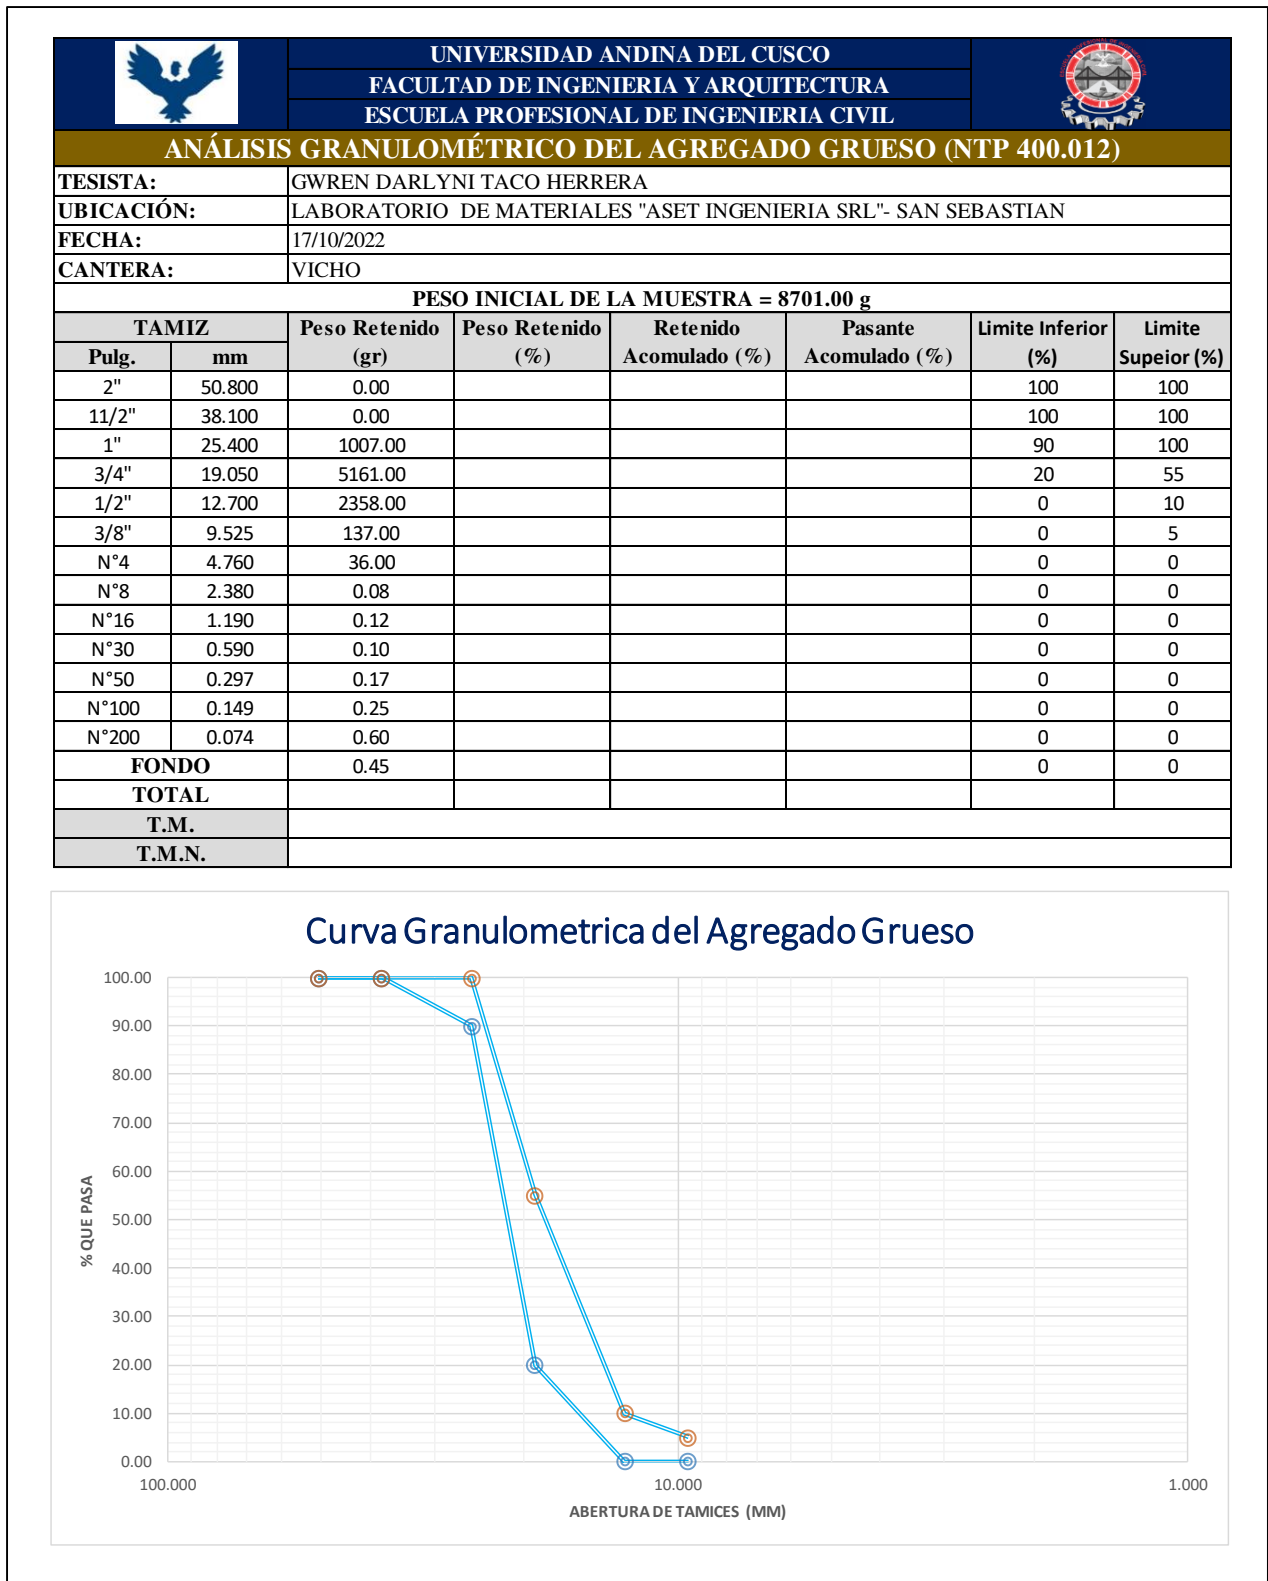 UNIVERSIDAD ANDINA DEL CUSCO
FACULTAD DE INGENIERIA Y ARQUITECTURA
ESCUELA PROFESIONAL DE INGENIERIA CIVIL
ANÁLISIS GRANULOMÉTRICO DEL AGREGADO GRUESO (NTP 400.012)
TESISTA: GWREN DARLYNI TACO HERRERA
UBICACIÓN: LABORATORIO DE MATERIALES "ASET INGENIERIA SRL"- SAN SEBASTIAN
FECHA: 17/10/2022
CANTERA: VICHO
PESO INICIAL DE LA MUESTRA = 8701.00 g
TAMIZ Peso Retenido Peso Retenido Retenido Pasante Limite Inferior Limite
Pulg. mm (gr) (%) Acomulado (%) Acomulado (%) (%) Supeior (%)
2" 50.800 0.00 100 100
11/2" 38.100 0.00 100 100
1" 25.400 1007.00 90 100
3/4" 19.050 5161.00 20 55
1/2" 12.700 2358.00 0 10
3/8" 9.525 137.00 0 5
N°4 4.760 36.00 0 0
N°8 2.380 0.08 0 0
N°16 1.190 0.12 0 0
N°30 0.590 0.10 0 0
N°50 0.297 0.17 0 0
N°100 0.149 0.25 0 0
N°200 0.074 0.60 0 0
FONDO 0.45 0 0
TOTAL
T.M.
T.M.N.
Curva Granulometrica del Agregado Grueso
100.00
90.00
80.00
70.00
60.00
50.00
40.00
30.00
20.00
10.00
0.00
% QUE PASA
100.000 10.000 1.000
ABERTURA DE TAMICES (MM)